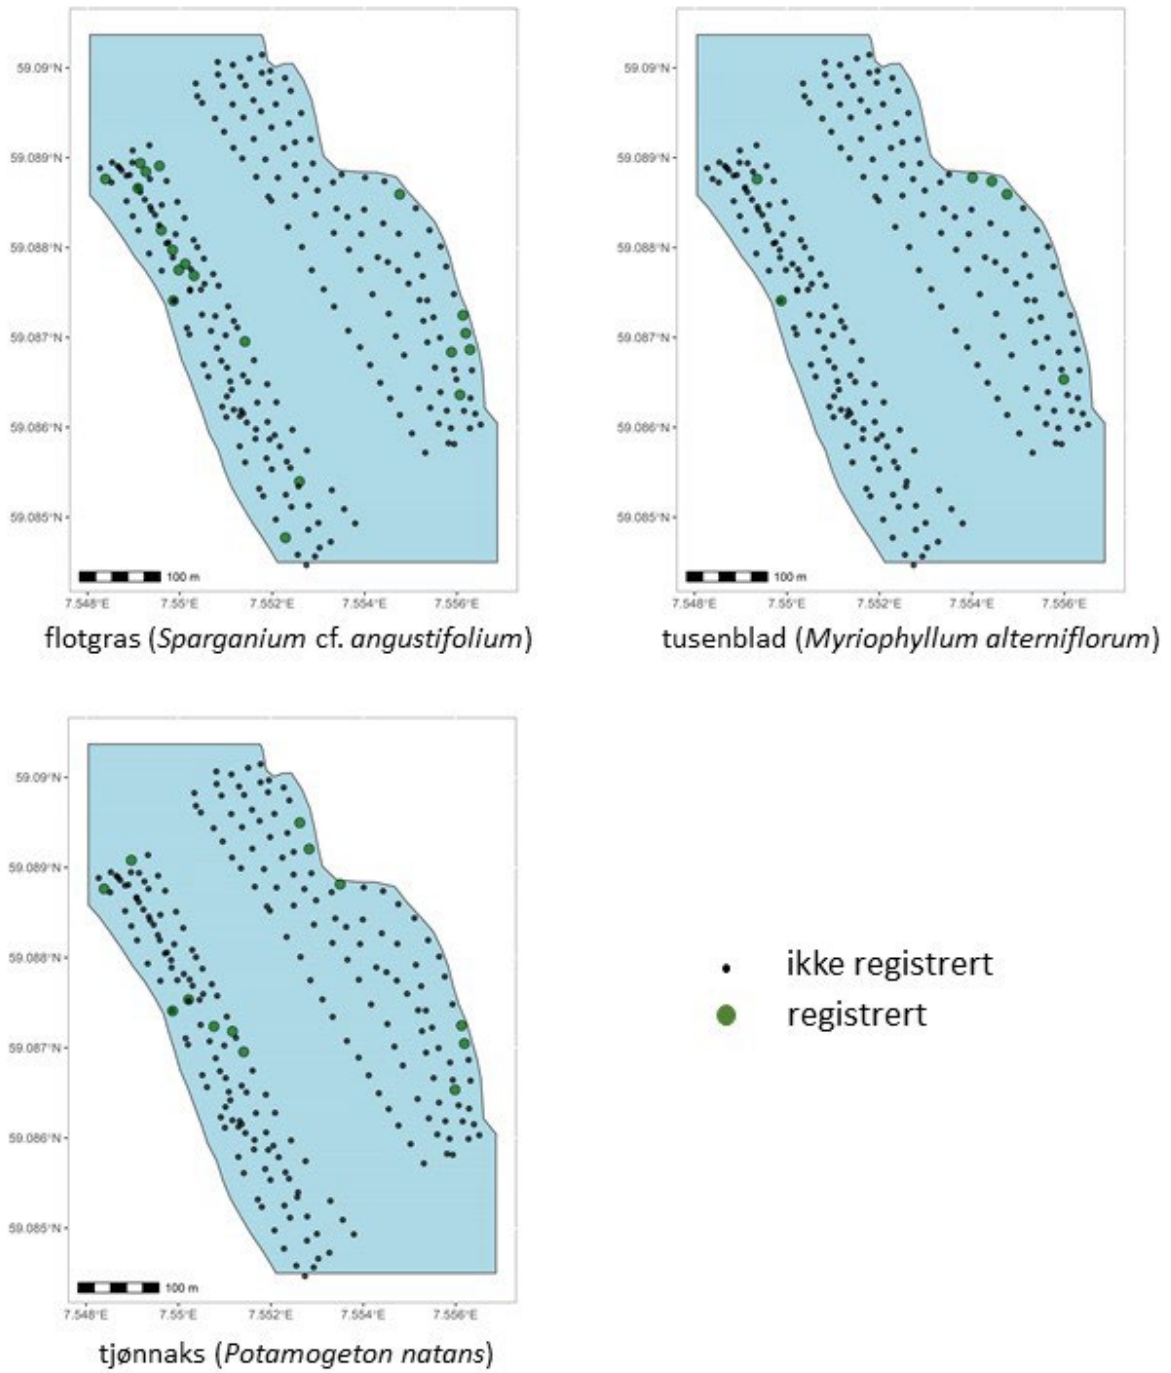 59.09°N
59.089°N
59.088°N
59.087°N
59.086°N
59.085°N
100 m
7.548°E 7.55°E 7.552°E 7.554°E 7.556°E
flotgras (Sparganium cf. angustifolium)
59.09°N
59.089°N
59.088°N
59.087°N
59.086°N
59.085°N
100 m
7.548°E 7.55°E 7.552°E 7.554°E 7.556°E
tusenblad (Myriophyllum alterniflorum)
59.09°N
59.089°N
59.088°N
59.087°N
59.086°N
59.085°N
100 m
7.548°E 7.55°E 7.552°E 7.554°E 7.556°E
tjønnaks (Potamogeton natans)
ikke registrert
registrert